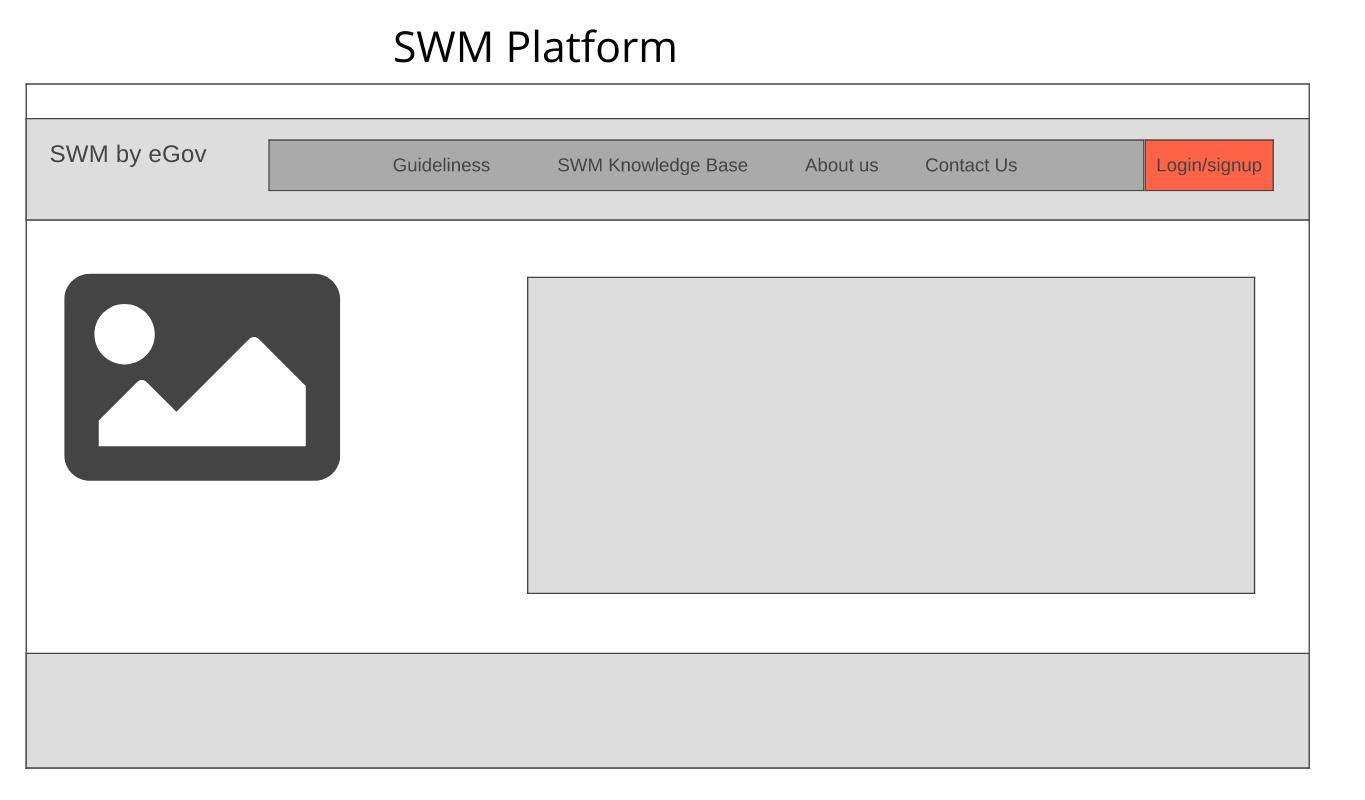 SWM Platform
SWM by eGov
Guideliness SWM Knowledge Base About us Contact Us Login/signup